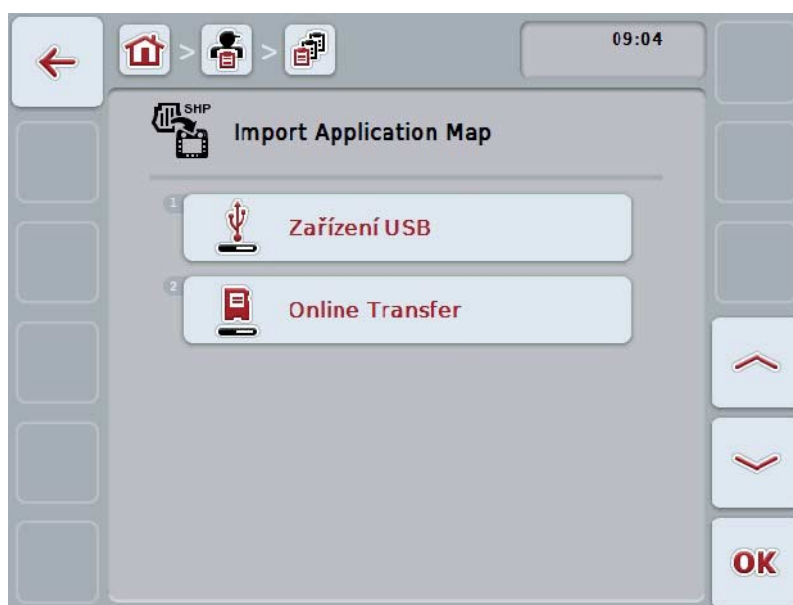 > >
09:04
SHP
Import Application Map
1
Zařízení USB
2
Online Transfer
OK